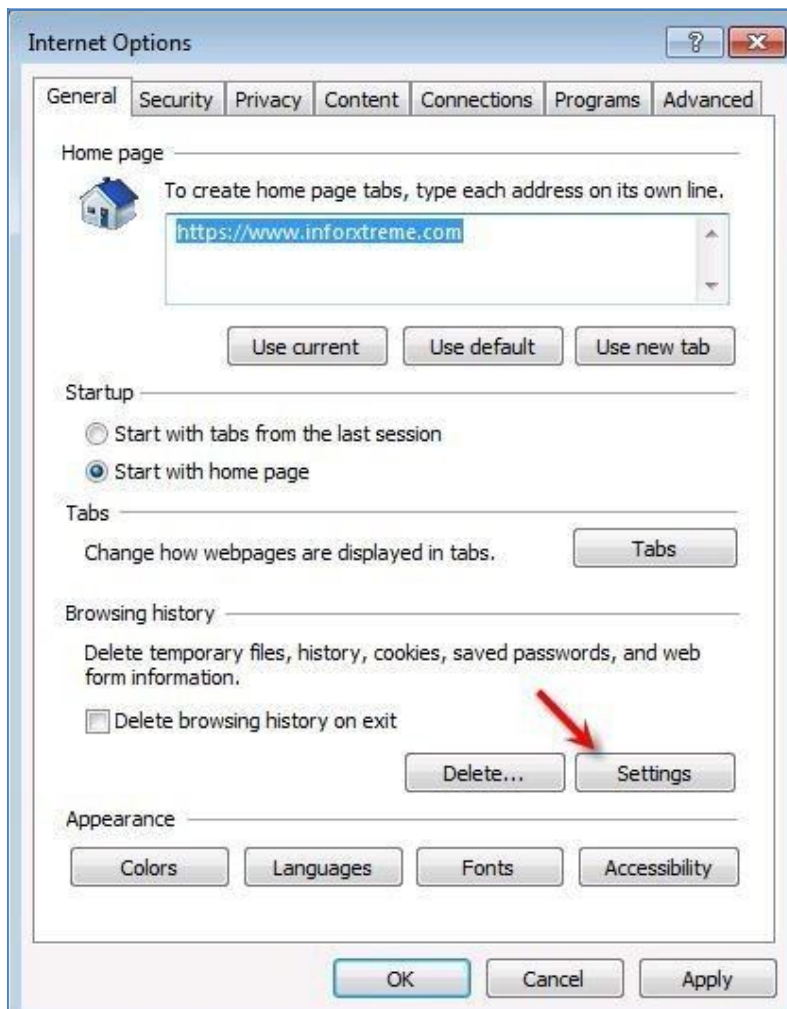 Internet Options
?
General Security Privacy Content Connections Programs Advanced
Home page
To create home page tabs, type each address on its own line.
https://www.inforxtreme.com
Use current Use default Use new tab
Startup
Start with tabs from the last session
Start with home page
Tabs
Change how webpages are displayed in tabs. Tabs
Browsing history
Delete temporary files, history, cookies, saved passwords, and web
form information.
Delete browsing history on exit
Delete... Settings
Appearance
Colors Languages Fonts Accessibility
OK Cancel Apply